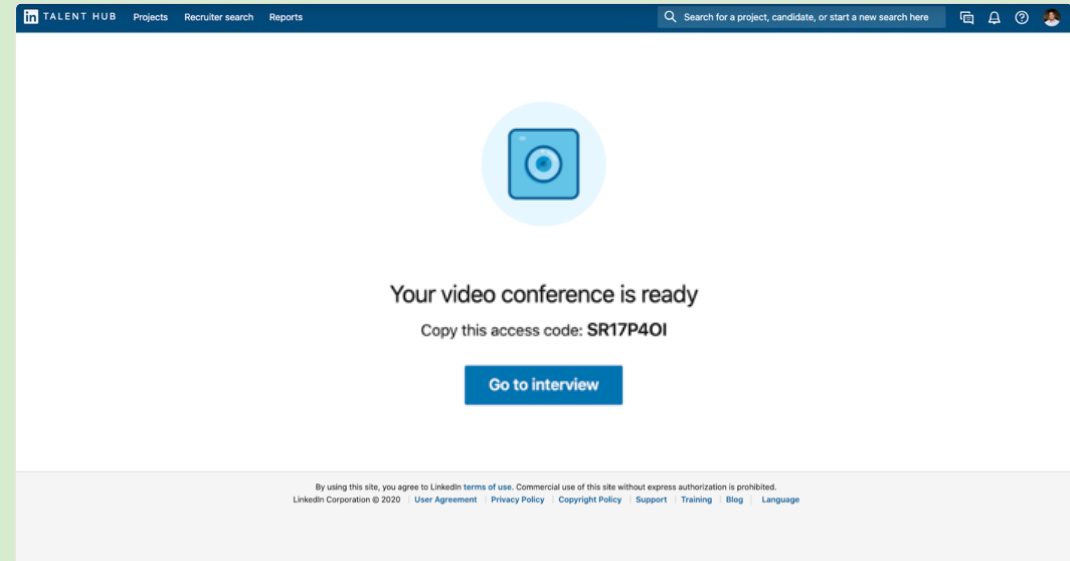 in TALENT HUB Projects Recruiter search Reports Search for a project, candidate, or start a new search here
Your video conference is ready
Copy this access code: SR17P4OI
Go to interview
By using this site, you agree to LinkedIn terms of use. Commercial use of this site without express authorization is prohibited.
LinkedIn Corporation © 2020 User Agreement Privacy Policy Copyright Policy Support Training Blog Language